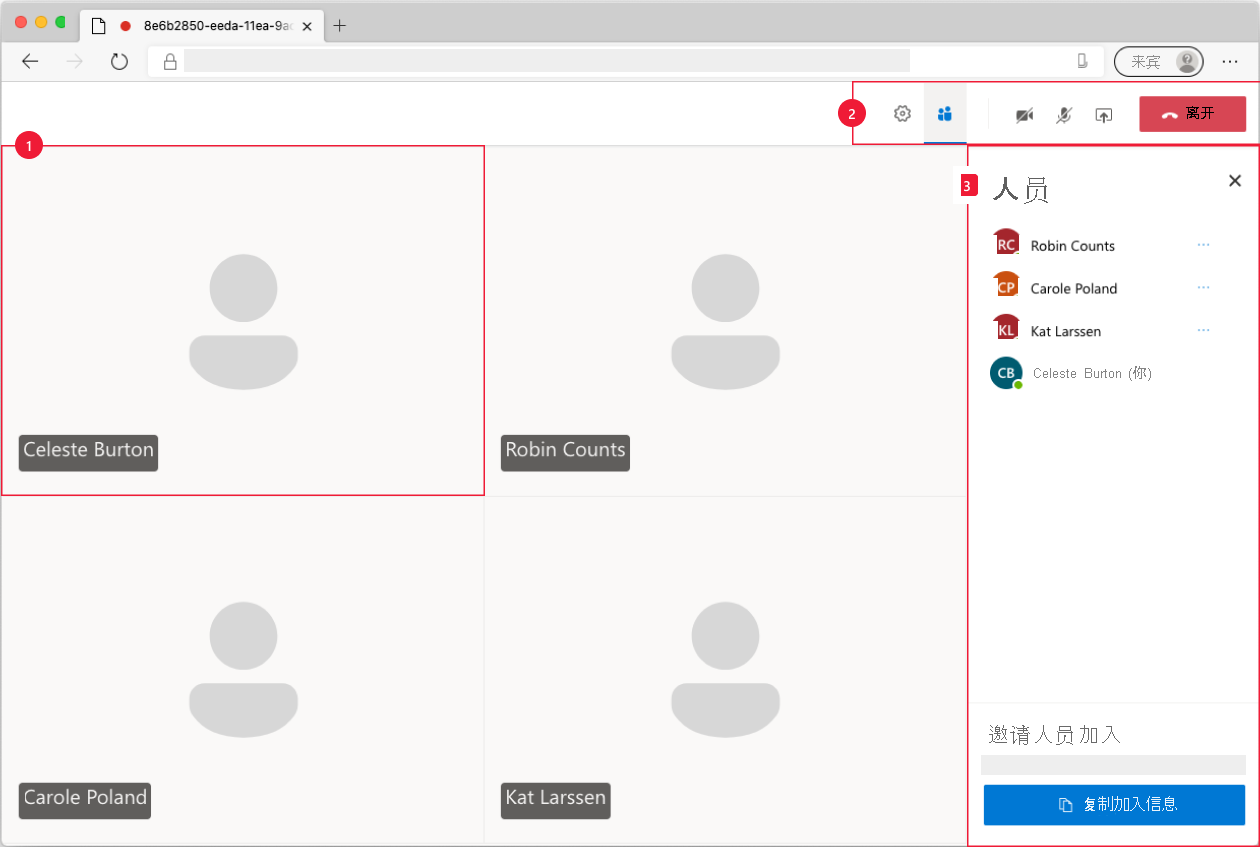 8e6b2850-eeda-11ea-9ac
来宾
2
离开
1
Celeste Burton
Robin Counts
Carole Poland
Kat Larssen
3
人员
RC Robin Counts
CP Carole Poland
KL Kat Larssen
CB Celeste Burton (你)
邀请人员加入
复制加入信息